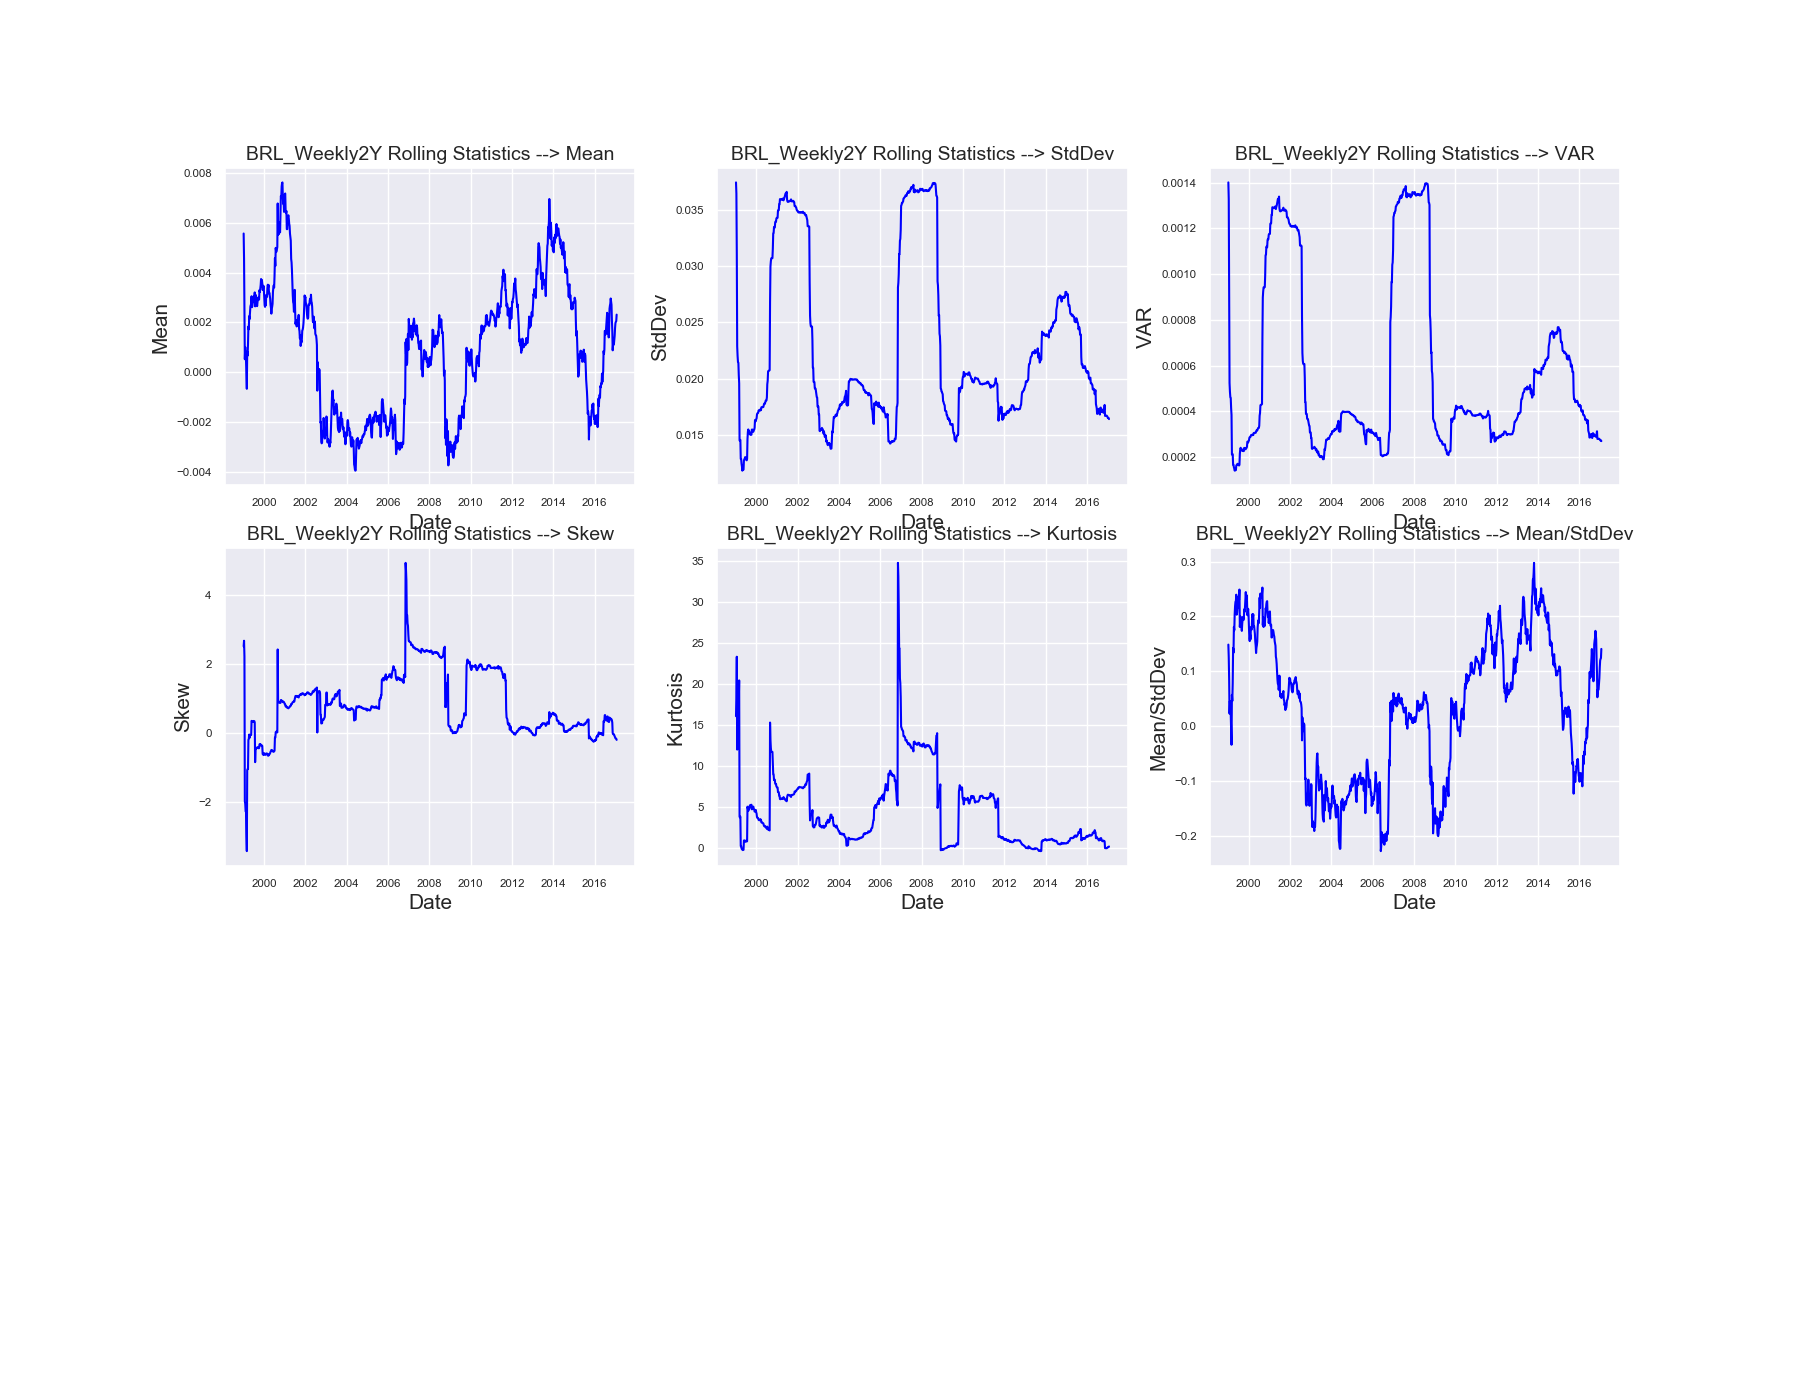 BRL_Weekly2Y Rolling Statistics --> Mean
Mean
0.008
0.006
0.004
0.002
0.000
−0.002
−0.004
2000 2002 2004 2006 2008 2010 2012 2014 2016
Date
BRL_Weekly2Y Rolling Statistics --> StdDev
StdDev
0.035
0.030
0.025
0.020
0.015
2000 2002 2004 2006 2008 2010 2012 2014 2016
Date
BRL_Weekly2Y Rolling Statistics --> VAR
VAR
0.0014
0.0012
0.0010
0.0008
0.0006
0.0004
0.0002
2000 2002 2004 2006 2008 2010 2012 2014 2016
Date
BRL_Weekly2Y Rolling Statistics --> Skew
Skew
4
2
0
−2
2000 2002 2004 2006 2008 2010 2012 2014 2016
Date
BRL_Weekly2Y Rolling Statistics --> Kurtosis
Kurtosis
35
30
25
20
15
10
5
0
2000 2002 2004 2006 2008 2010 2012 2014 2016
Date
BRL_Weekly2Y Rolling Statistics --> Mean/StdDev
Mean/StdDev
0.3
0.2
0.1
0.0
−0.1
−0.2
2000 2002 2004 2006 2008 2010 2012 2014 2016
Date